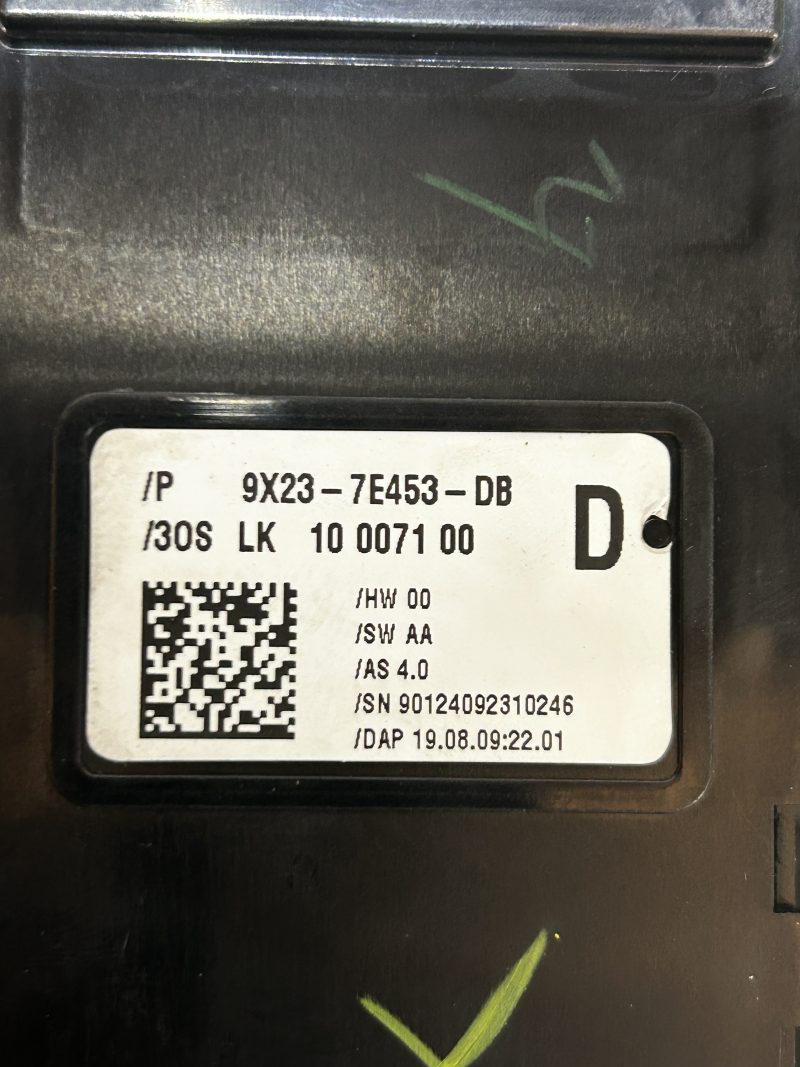 /P 9X23-7E453-DB
/3OS LK 10 0071 00
D
/HW 00
/SW AA
/AS 4.0
/SN 90124092310246
/DAP 19.08.09:22.01